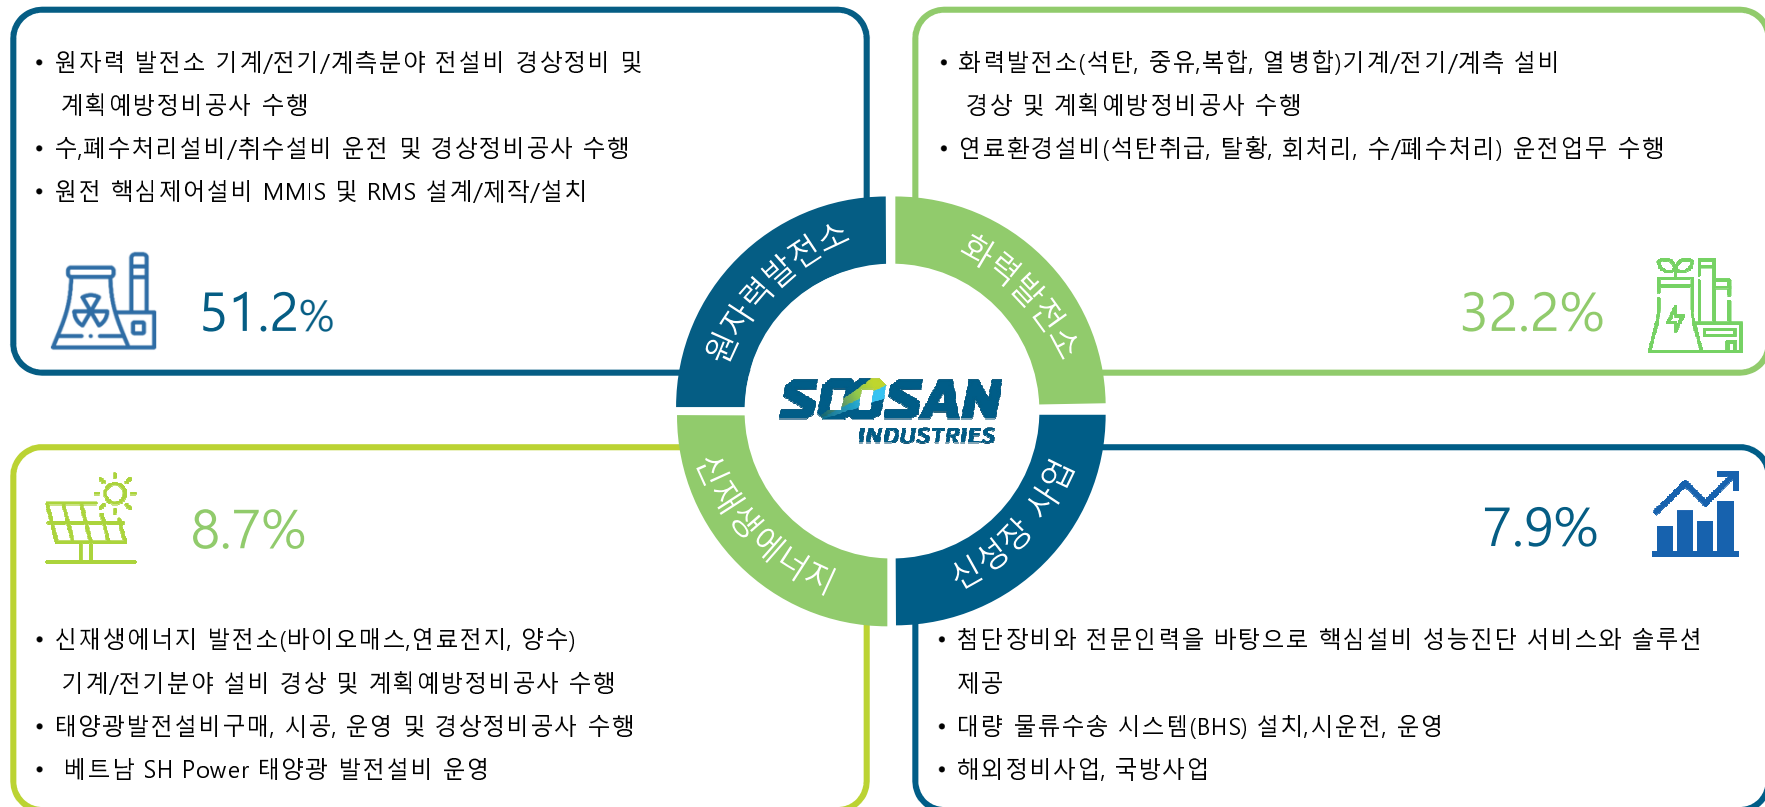 • 원자력 발전소 기계/전기/계측분야 전설비 경상정비 및
계획예방정비공사 수행
• 수,폐수처리설비/취수설비 운전 및 경상정비공사 수행
• 원전 핵심제어설비 MMIS 및 RMS 설계/제작/설치
51.2%
• 화력발전소(석탄, 중유,복합, 열병합)기계/전기/계측 설비
경상 및 계획예방정비공사 수행
• 연료환경설비(석탄취급, 탈황, 회처리, 수/폐수처리) 운전업무 수행
32.2%
원자력발전소
화력발전소
SOOSAN
INDUSTRIES
신재생에너지
신성장 사업
8.7%
• 신재생에너지 발전소(바이오매스,연료전지, 양수)
기계/전기분야 설비 경상 및 계획예방정비공사 수행
• 태양광발전설비구매, 시공, 운영 및 경상정비공사 수행
• 베트남 SH Power 태양광 발전설비 운영
7.9%
• 첨단장비와 전문인력을 바탕으로 핵심설비 성능진단 서비스와 솔루션
제공
• 대량 물류수송 시스템(BHS) 설치,시운전, 운영
• 해외정비사업, 국방사업